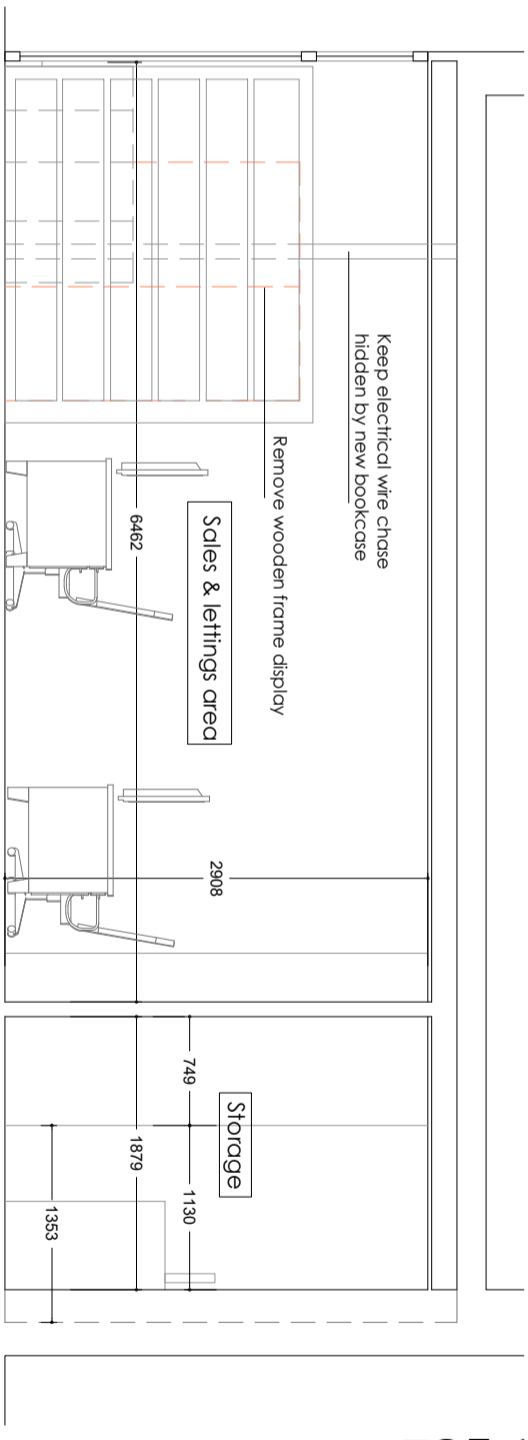 Keep electrical wire chase
hidden by new bookcase
Remove wooden frame display
Sales & lettings area
6462
2908
Storage
749
1130
1879
1353